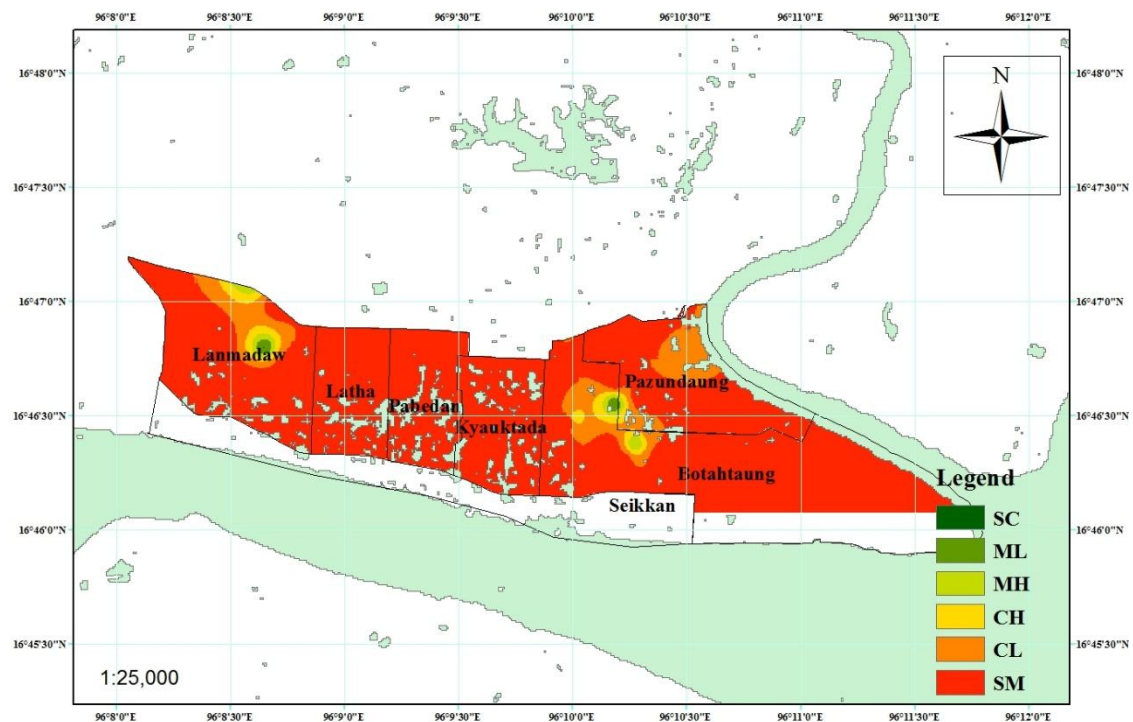 96°8'0"E 96°8'30"E 96°9'0"E 96°9'30"E 96°10'0"E 96°10'30"E 96°11'0"E 96°11'30"E 96°12'0"E
N
16°48'0"N 16°48'0"N
16°47'30"N 16°47'30"N
16°47'0"N 16°47'0"N
Lanmadaw
Latha
Pabedan
Kyauktada
Pazundaung
16°46'30"N 16°46'30"N
Botahtaung
Seikkan
16°46'0"N 16°46'0"N
16°45'30"N 16°45'30"N
Legend
SC
ML
MH
CH
CL
SM
1:25,000
96°8'0"E 96°8'30"E 96°9'0"E 96°9'30"E 96°10'0"E 96°10'30"E 96°11'0"E 96°11'30"E 96°12'0"E